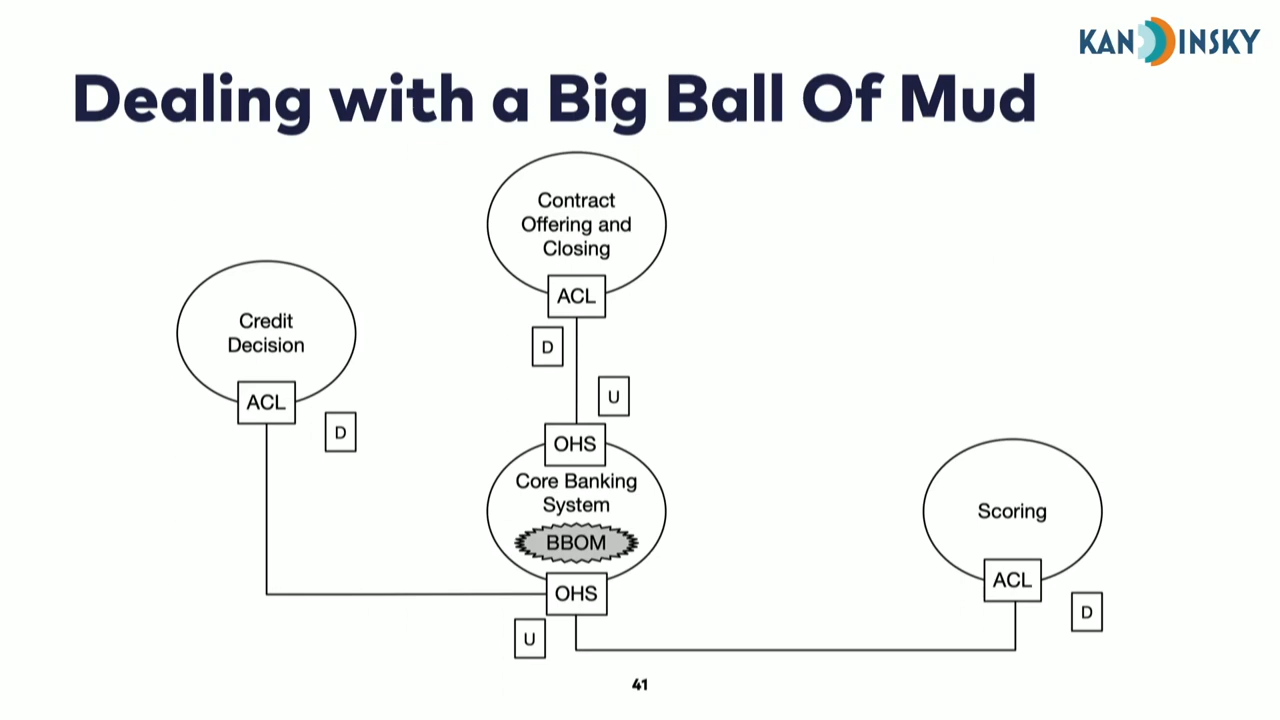 KANDINSKY
Dealing with a Big Ball Of Mud
Contract
Offering and
Closing
ACL
D
U
Credit
Decision
ACL
D
OHS
Core Banking
System
BBOM
OHS
U
Scoring
ACL
D
41